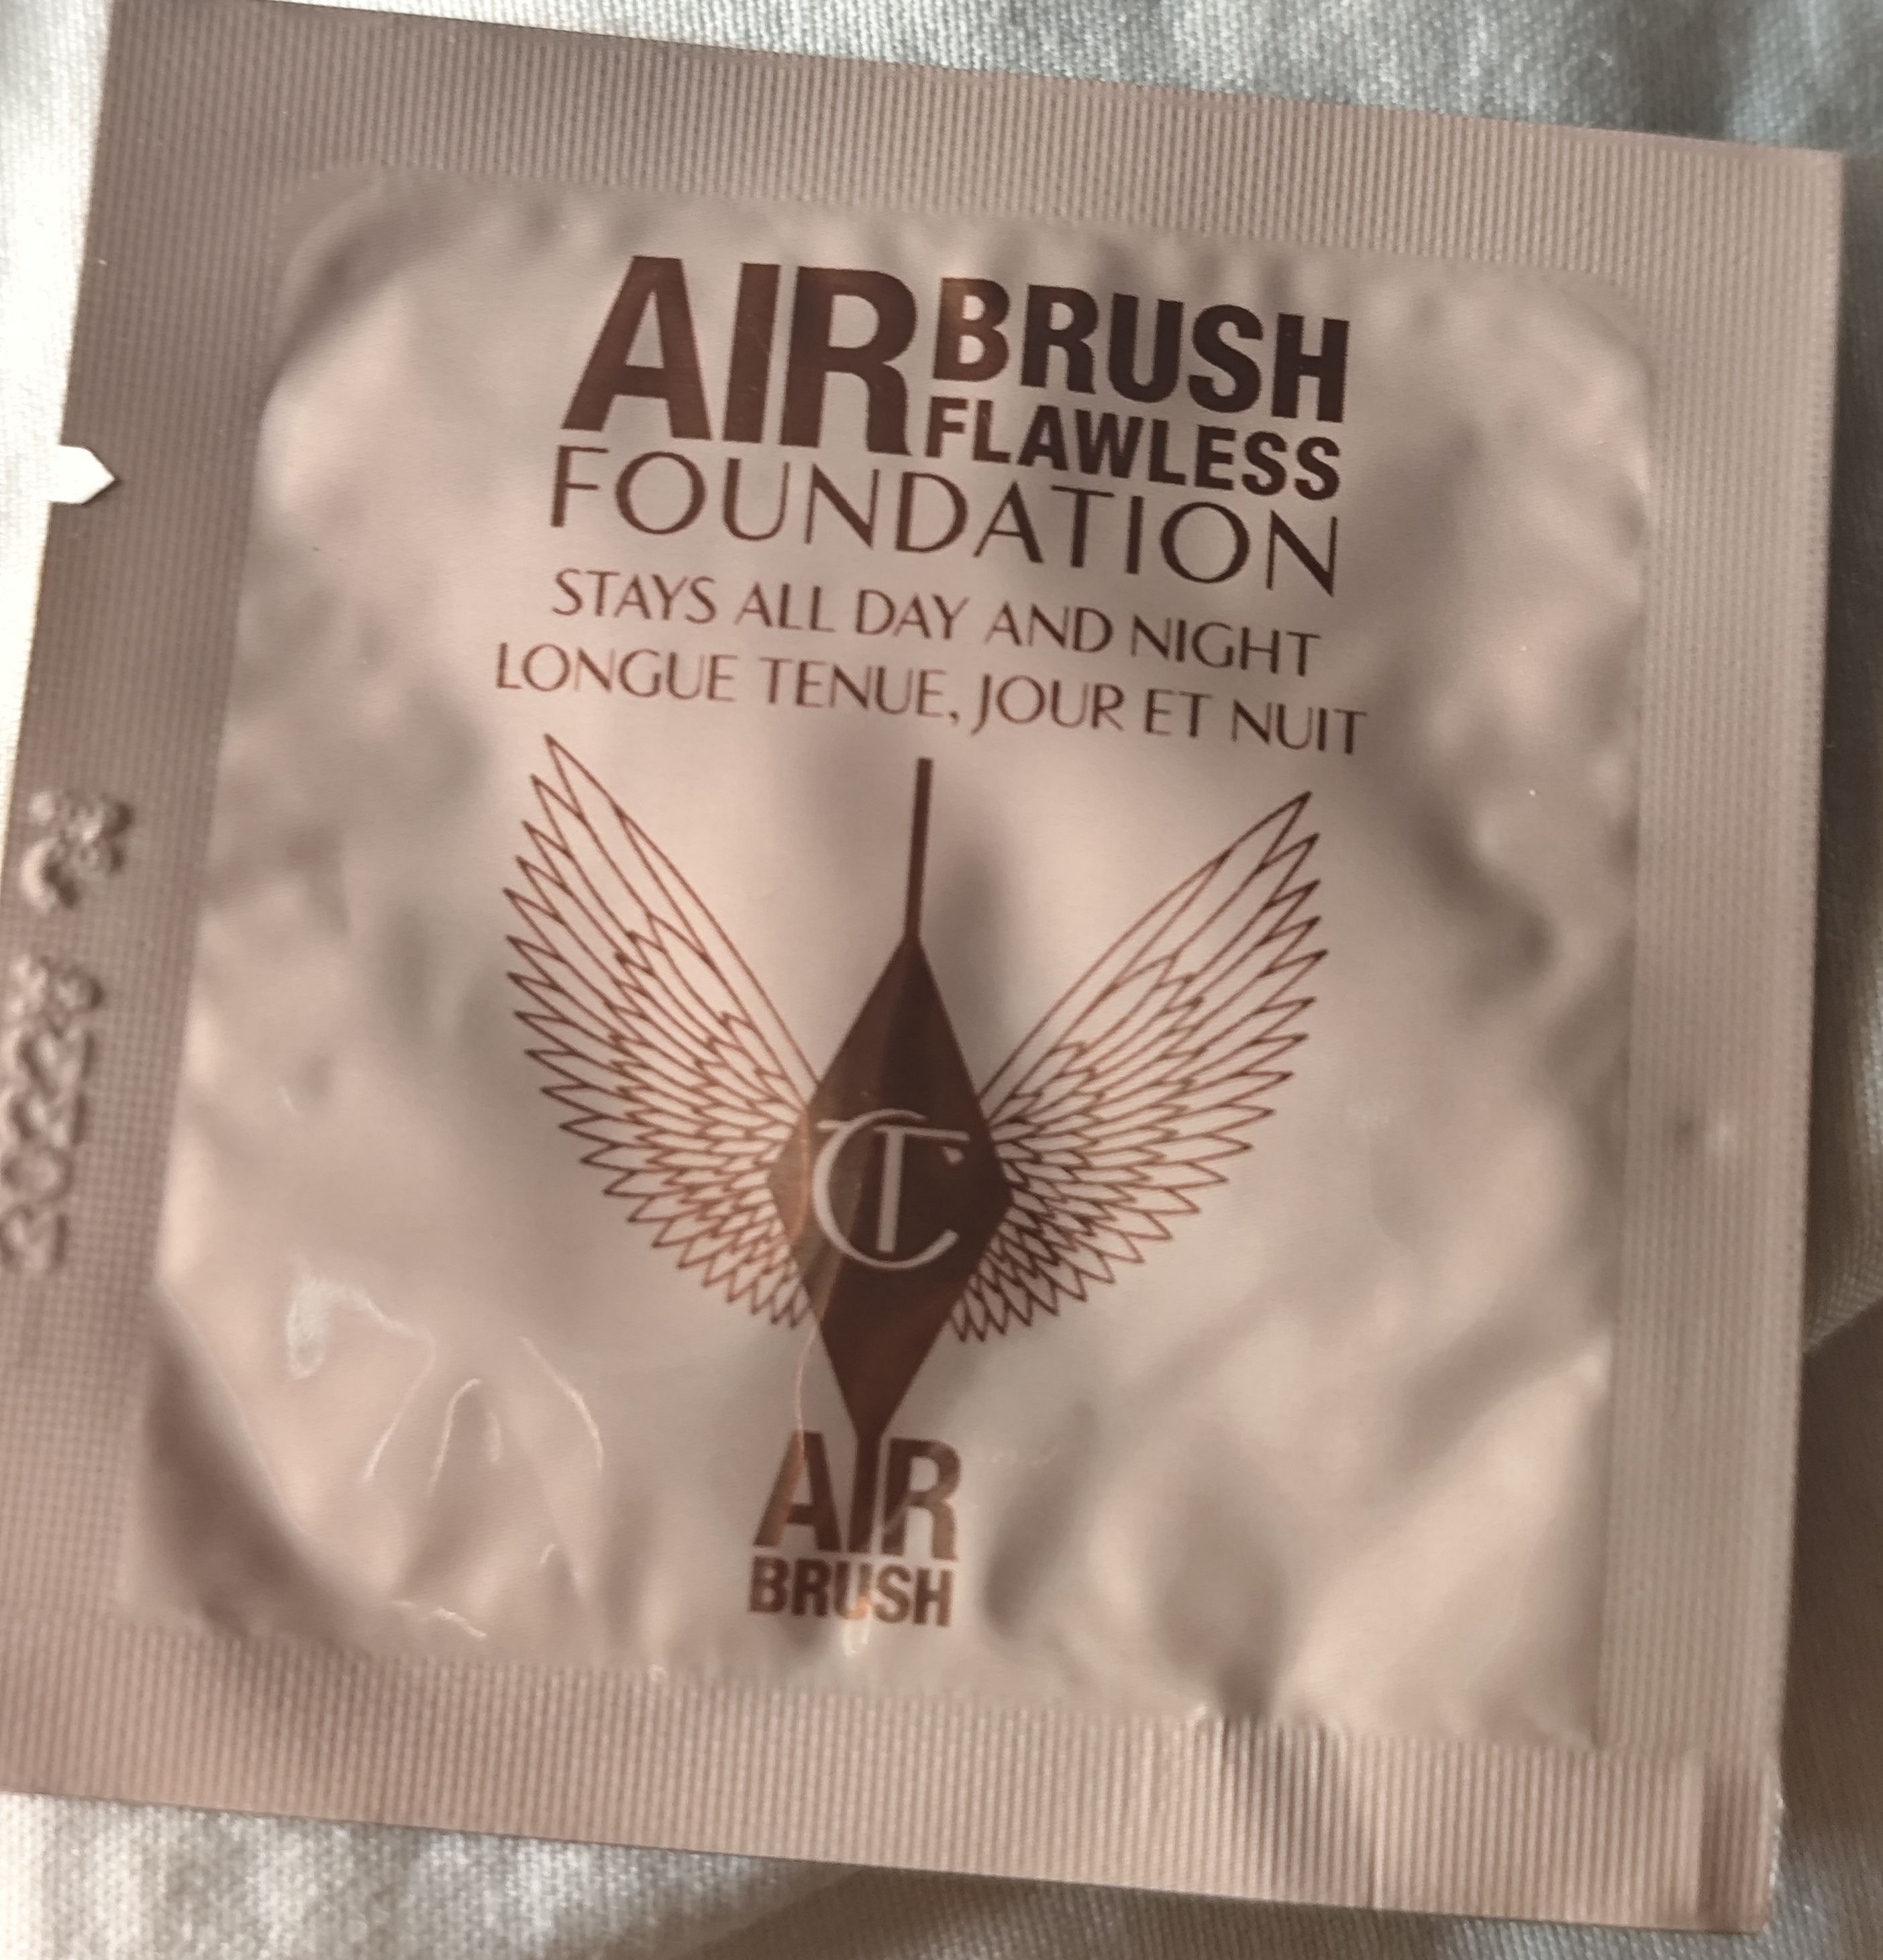 AIRBRUSH
FLAWLESS
FOUNDATION
STAYS ALL DAY AND NIGHT
LONGUE TENUE, JOUR ET NUIT
CT
AIR
BRUSH